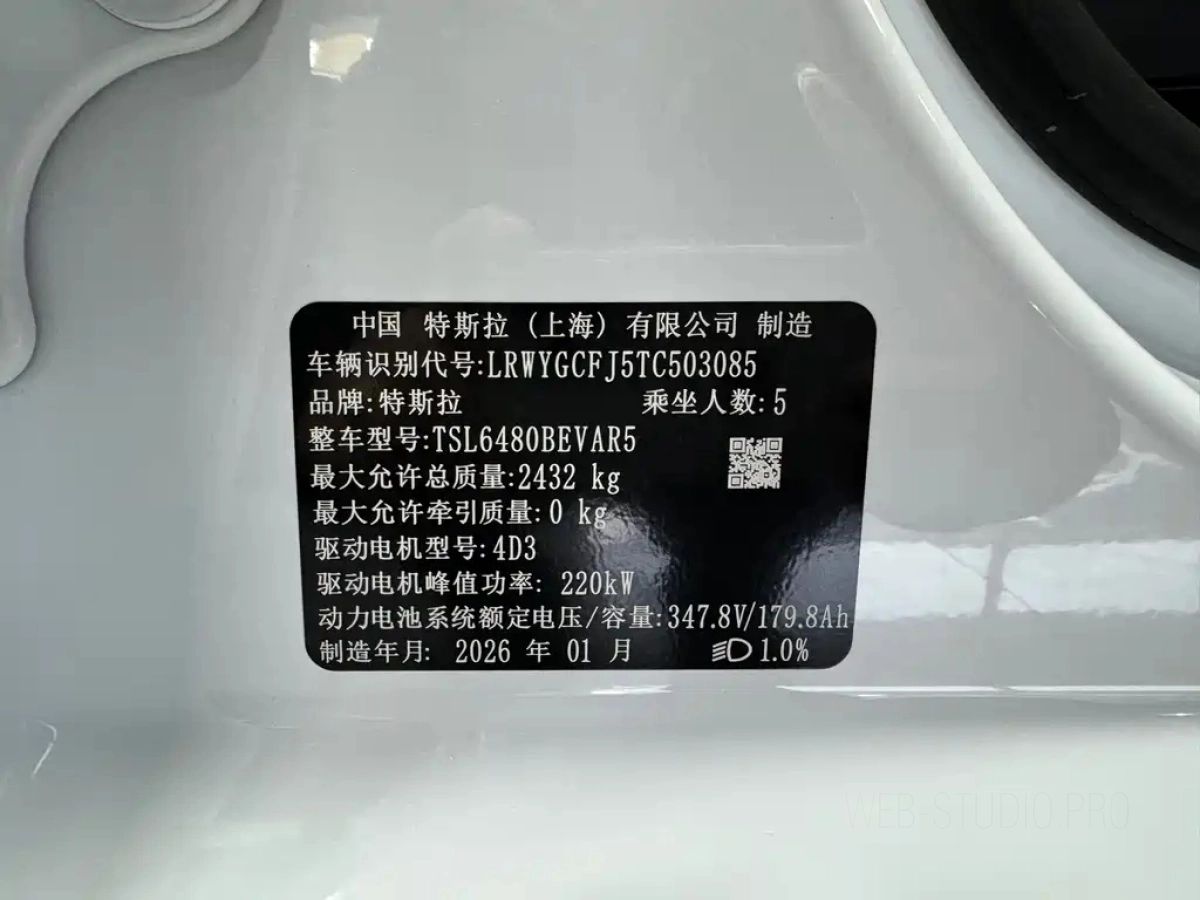 中国 特斯拉 (上海) 有限公司 制造
车辆识别代号:LRWYGCFJ5TC503085
品牌:特斯拉 乘坐人数:5
整车型号:TSL6480BEVAR5
最大允许总质量:2432 kg
最大允许牵引质量:0 kg
驱动电机型号:4D3
驱动电机峰值功率: 220kW
动力电池系统额定电压/容量:347.8V/179.8Ah
制造年月: 2026 年 01 月 1.0%
WEB-STUDIO PRO